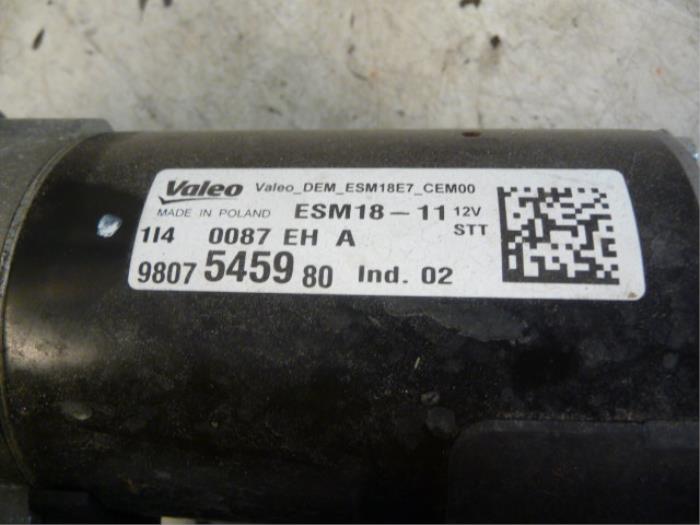 Valeo Valeo_DEM_ESM18E7_CEM00
MADE IN POLAND ESM18-11 12V
1I4 0087 EH A STT
9807 5459 80 Ind. 02